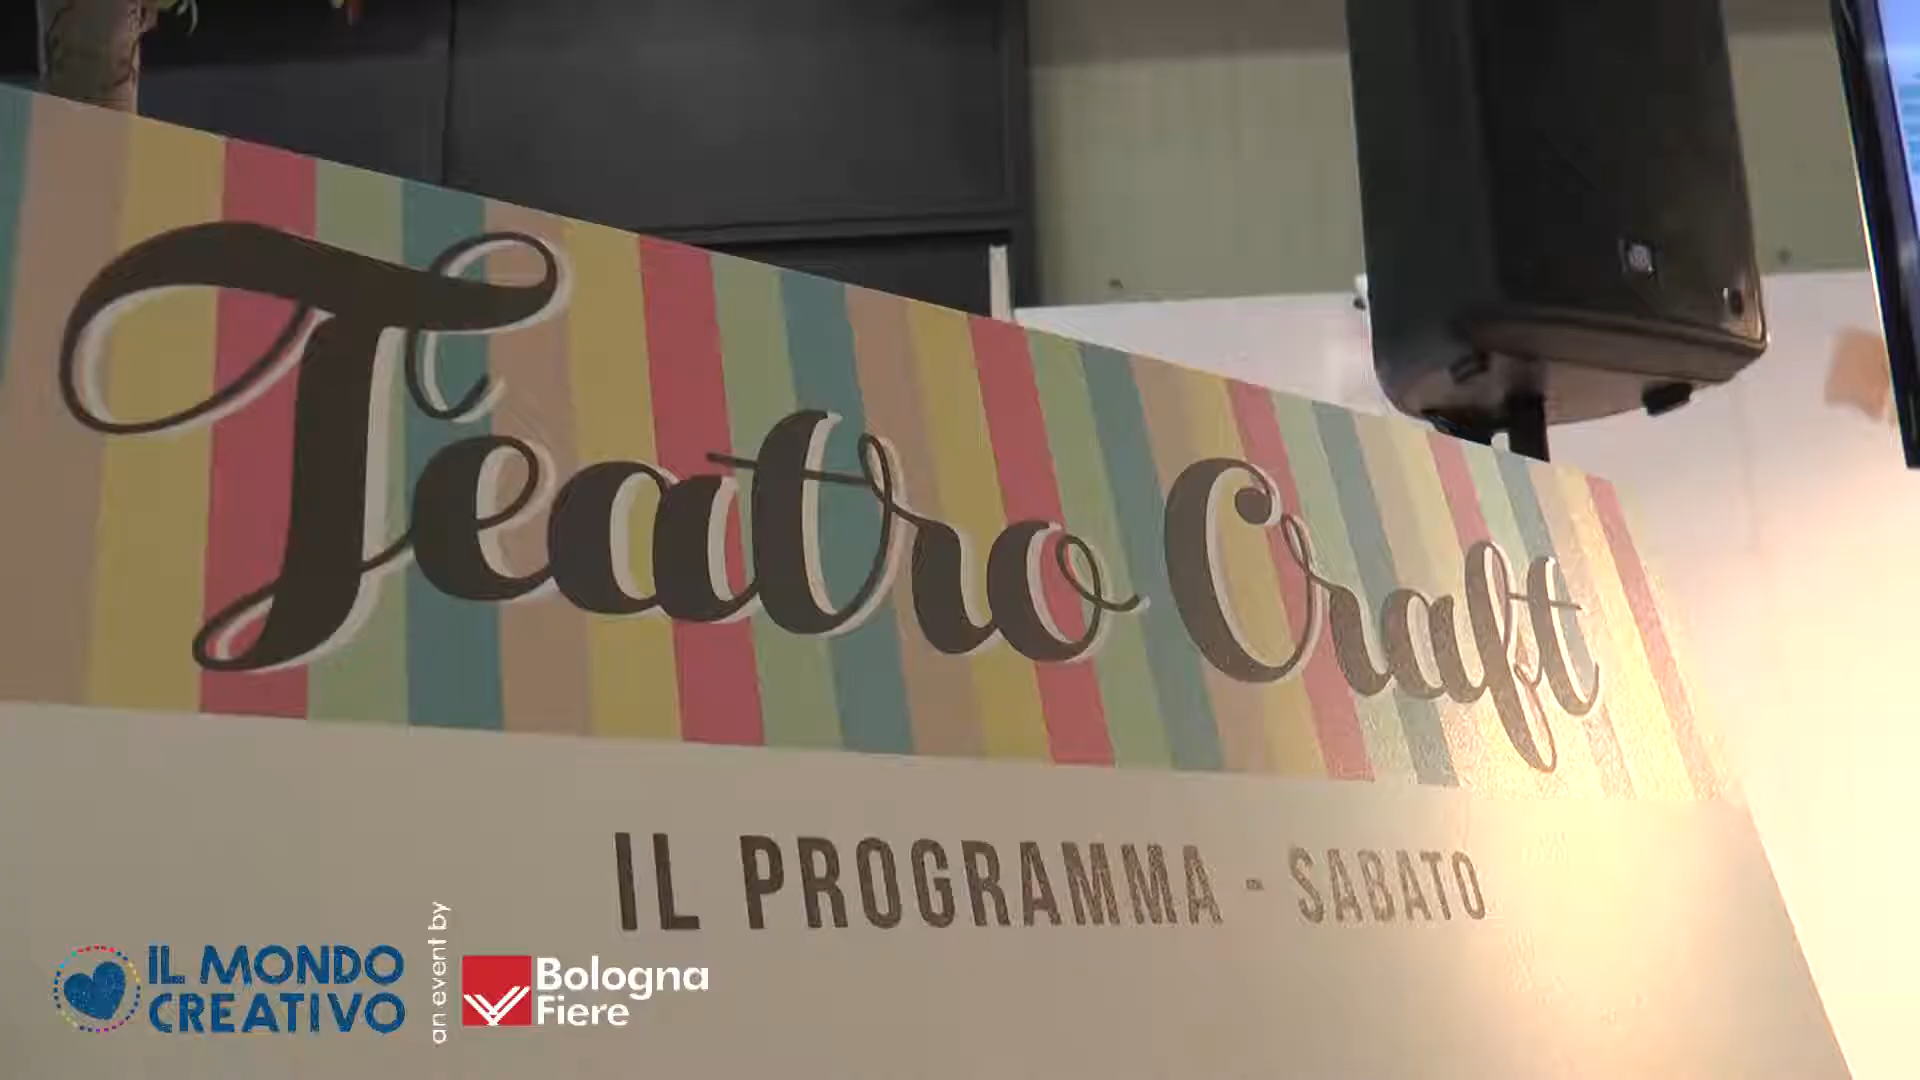 Teatro Craft
IL PROGRAMMA - SABATO
IL MONDO
CREATIVO
an event by
Bologna
Fiere